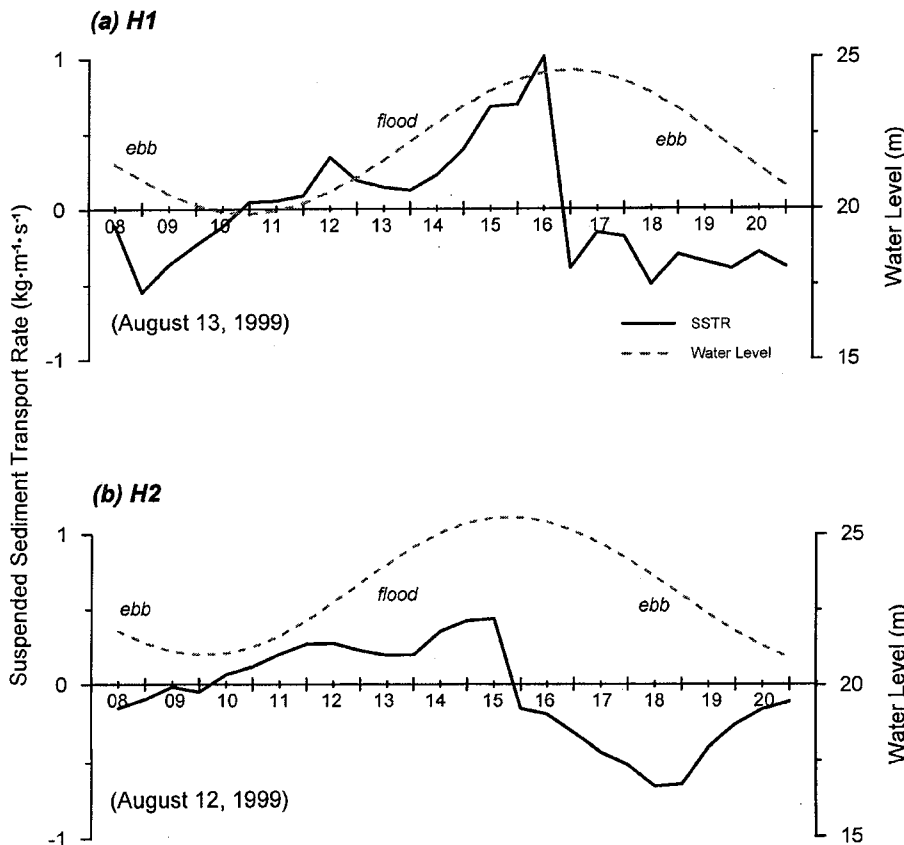 (a) H1
Suspended Sediment Transport Rate (kg·m⁻¹·s⁻¹)
1
0
-1
25
20
15
Water Level (m)
ebb
flood
ebb
08 09 10 11 12 13 14 15 16 17 18 19 20
(August 13, 1999)
SSTR
Water Level
(b) H2
1
0
-1
25
20
15
Water Level (m)
ebb
flood
ebb
08 09 10 11 12 13 14 15 16 17 18 19 20
(August 12, 1999)